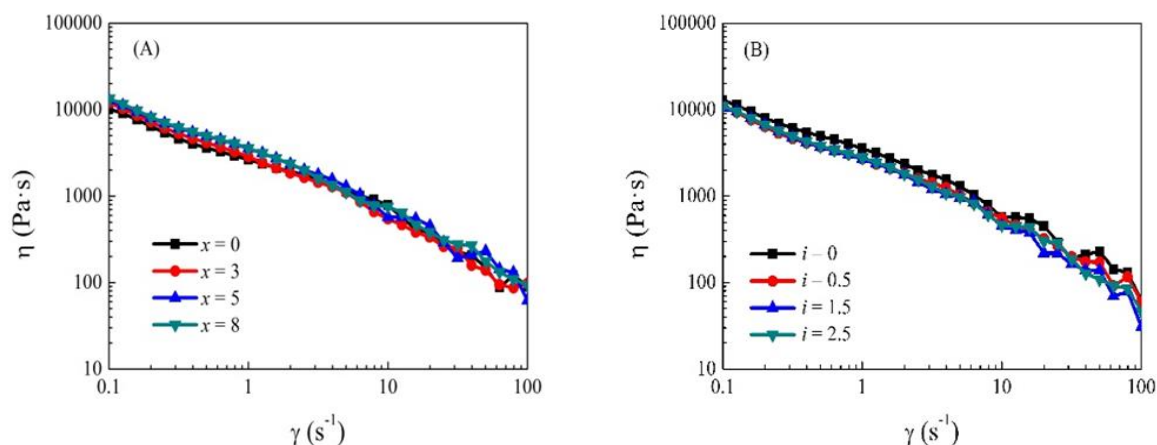 (A)
100000
10000
1000
100
10
η (Pa·s)
x = 0
x = 3
x = 5
x = 8
0.1
1
10
100
γ (s⁻¹)
(B)
100000
10000
1000
100
10
η (Pa·s)
i – 0
i – 0.5
i = 1.5
i = 2.5
0.1
1
10
100
γ (s⁻¹)